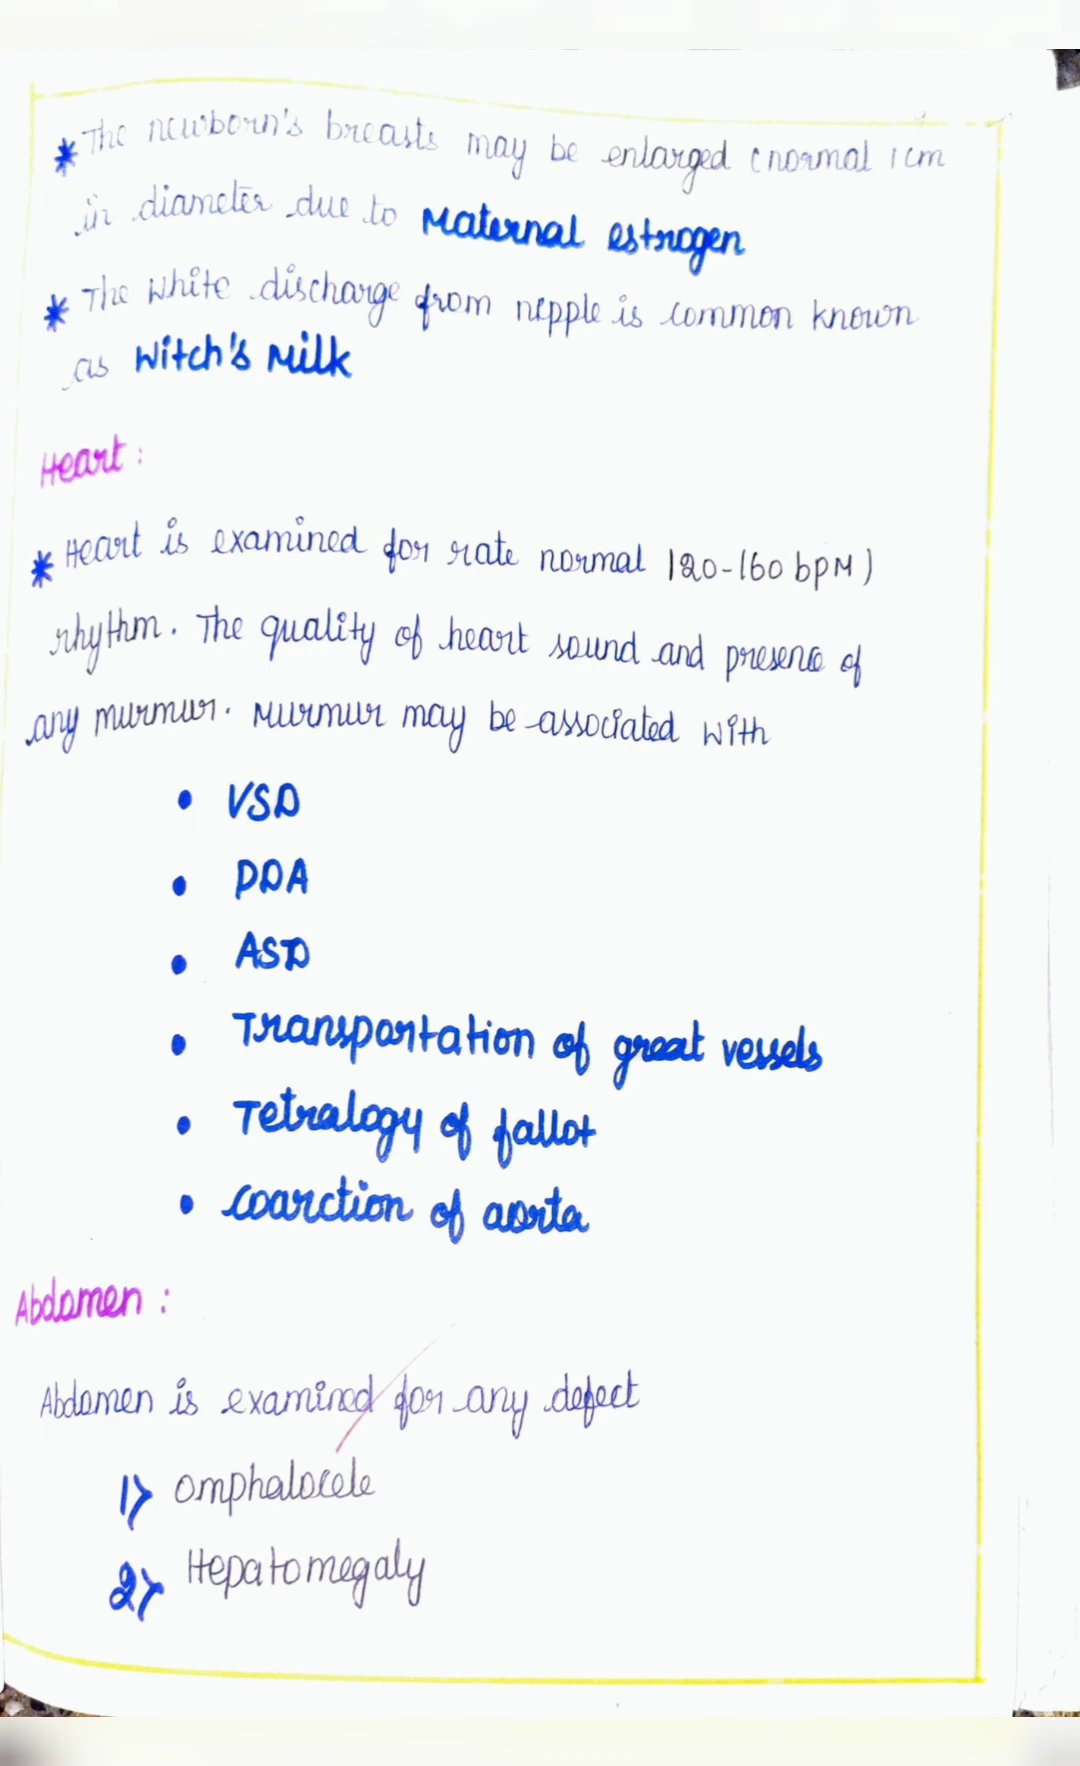 * The newborn's breasts may be enlarged (normal 1 cm
in diameter due to Maternal estrogen
* The white discharge from nipple is common known
as Witch's Milk
Heart:
* Heart is examined for rate normal 120-160 bpm)
rhythm. The quality of heart sound and presence of
any murmur. Murmur may be associated with
• VSD
• PDA
• ASD
• Transportation of great vessels
• Tetralogy of fallot
• coarction of aorta
Abdomen:
Abdomen is examined for any defect
1) Omphalocele
2) Hepatomegaly